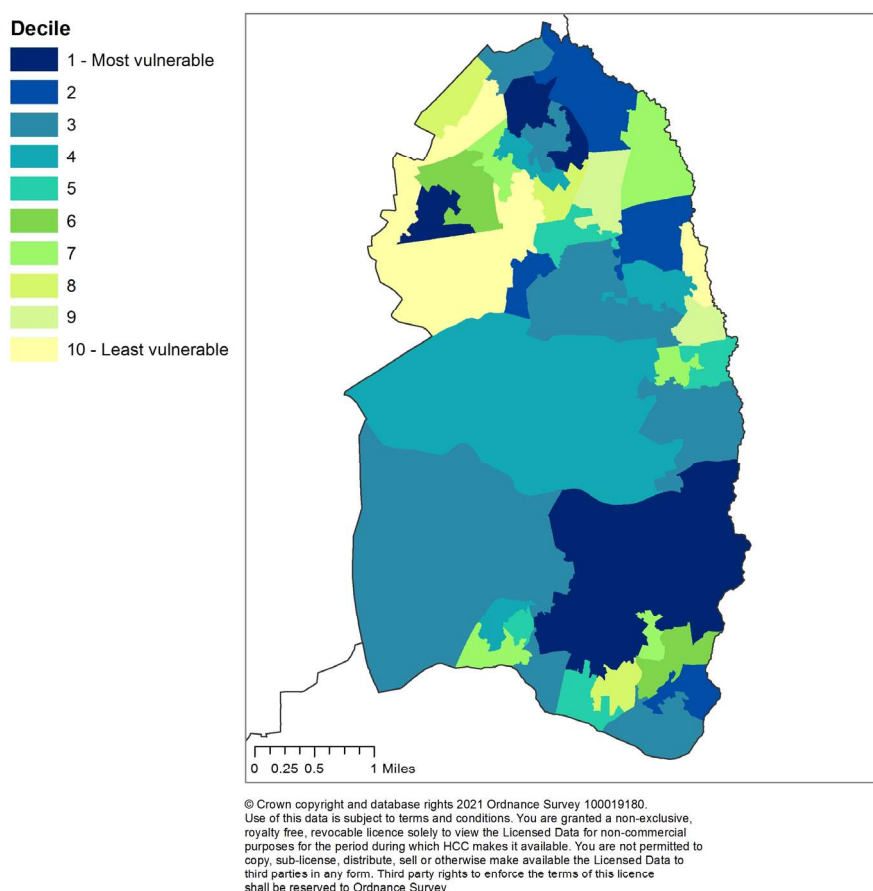 Decile
1 - Most vulnerable
2
3
4
5
6
7
8
9
10 - Least vulnerable
0 0.25 0.5 1 Miles
© Crown copyright and database rights 2021 Ordnance Survey 100019180.
Use of this data is subject to terms and conditions. You are granted a non-exclusive,
royalty free, revocable licence solely to view the Licensed Data for non-commercial
purposes for the period during which HCC makes it available. You are not permitted to
copy, sub-license, distribute, sell or otherwise make available the Licensed Data to
third parties in any form. Third party rights to enforce the terms of this licence
shall be reserved to Ordnance Survey